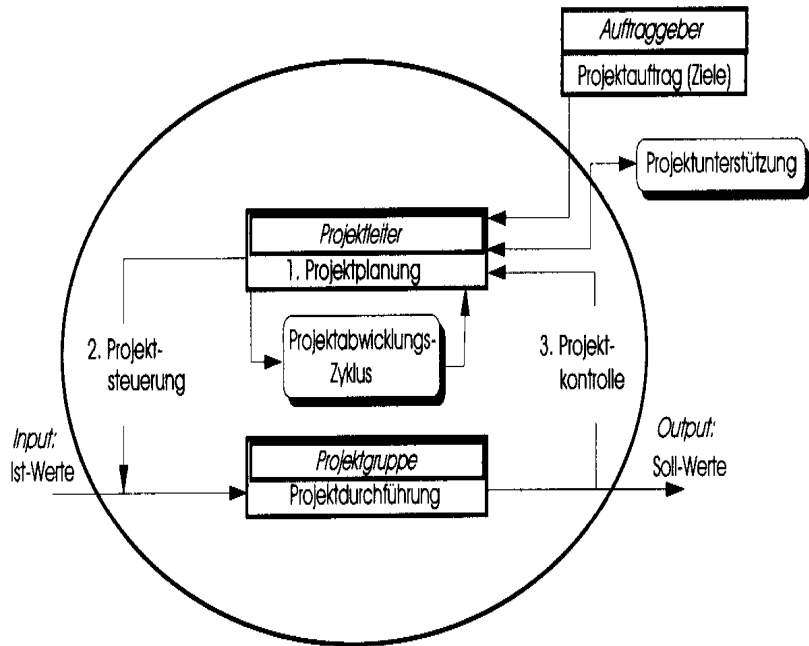 Auftraggeber
Projektauftrag (Ziele)
Projektunterstützung
Projektleiter
1. Projektplanung
2. Projekt-
steuerung
Projektabwicklungs-
Zyklus
3. Projekt-
kontrolle
Input:
Ist-Werte
Projektgruppe
Projektdurchführung
Output:
Soll-Werte